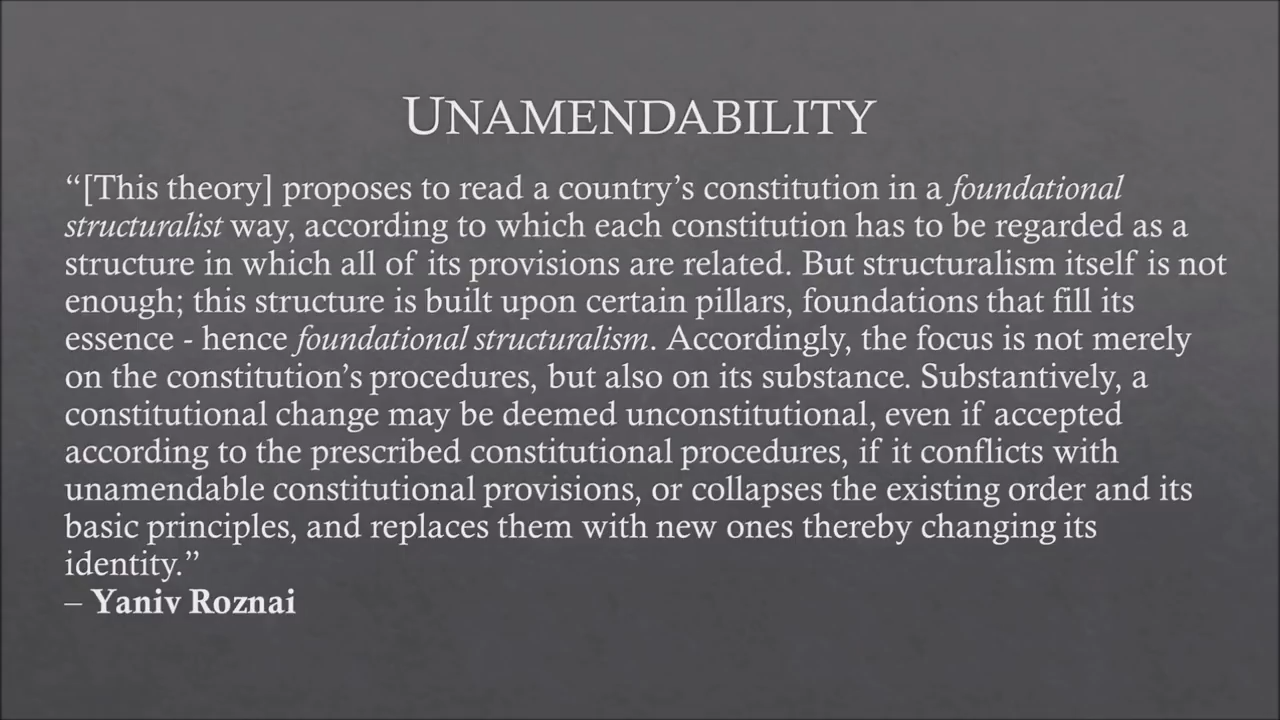 UNAMENDABILITY
“[This theory] proposes to read a country’s constitution in a foundational
structuralist way, according to which each constitution has to be regarded as a
structure in which all of its provisions are related. But structuralism itself is not
enough; this structure is built upon certain pillars, foundations that fill its
essence - hence foundational structuralism. Accordingly, the focus is not merely
on the constitution’s procedures, but also on its substance. Substantively, a
constitutional change may be deemed unconstitutional, even if accepted
according to the prescribed constitutional procedures, if it conflicts with
unamendable constitutional provisions, or collapses the existing order and its
basic principles, and replaces them with new ones thereby changing its
identity.”
– Yaniv Roznai